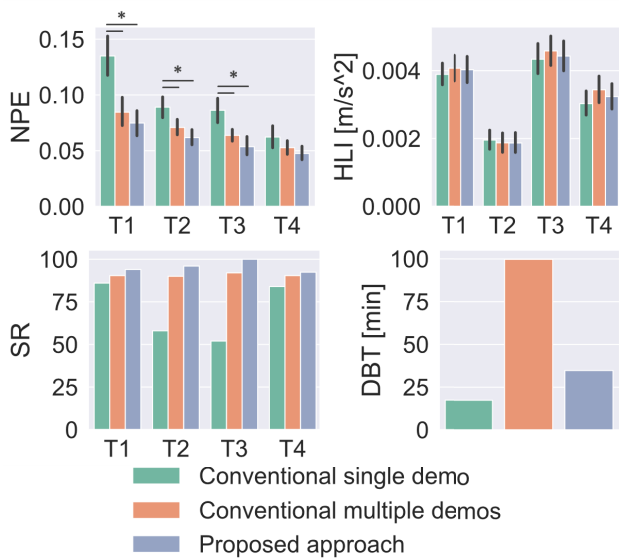 NPE
0.15
0.10
0.05
0.00
*
*
*
T1 T2 T3 T4
HLI [m/s^2]
0.004
0.002
0.000
T1 T2 T3 T4
SR
100
75
50
25
0
T1 T2 T3 T4
DBT [min]
100
75
50
25
0
Conventional single demo
Conventional multiple demos
Proposed approach